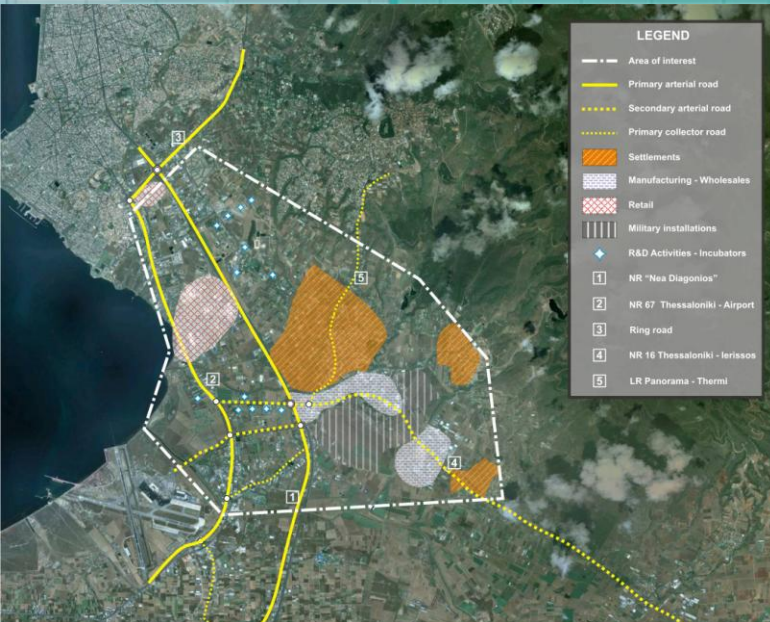 LEGEND
Area of interest
Primary arterial road
Secondary arterial road
Primary collector road
Settlements
Manufacturing - Wholesales
Retail
Military installations
R&D Activities - Incubators
1 NR "Nea Diagonios"
2 NR 67 Thessaloniki - Airport
3 Ring road
4 NR 16 Thessaloniki - Ierissos
5 LR Panorama - Thermi
3
5
2
4
1